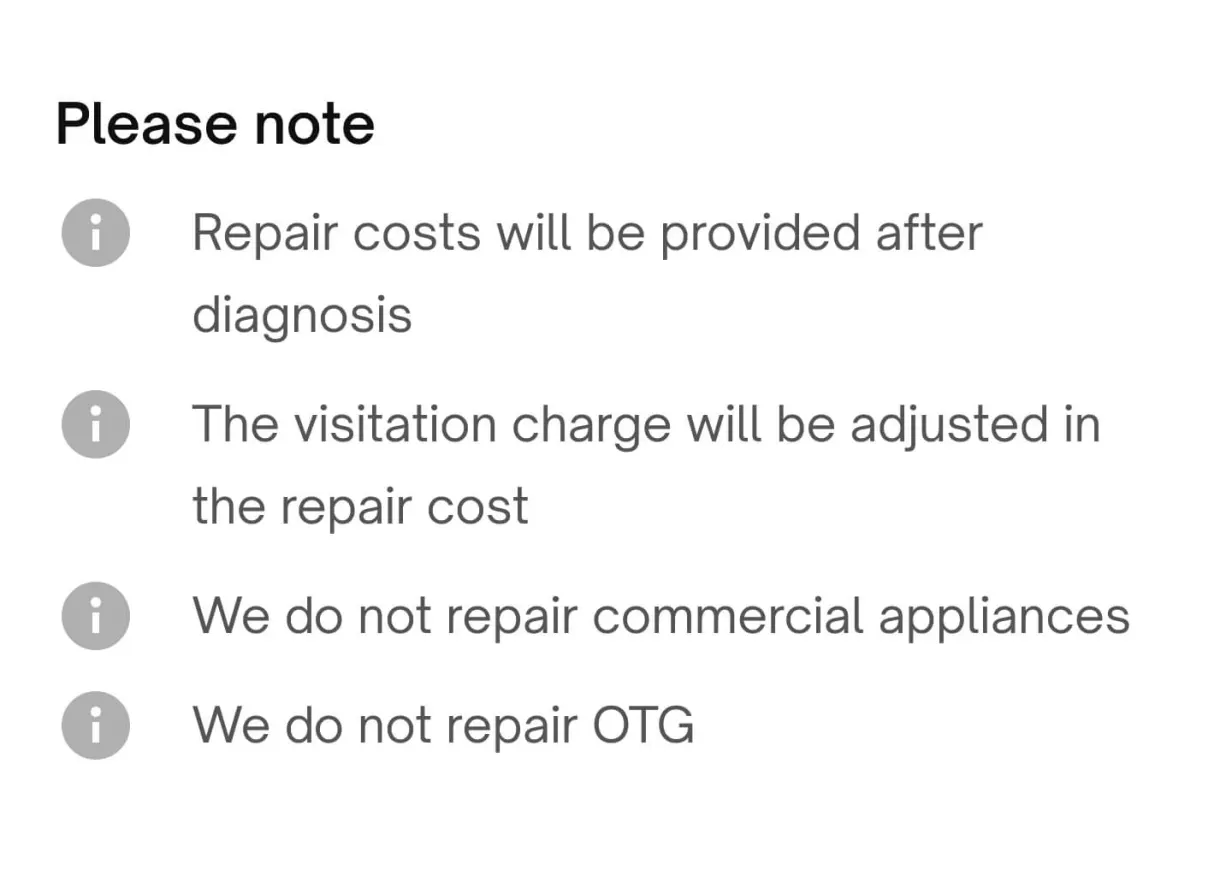 Please note
Repair costs will be provided after
diagnosis
The visitation charge will be adjusted in
the repair cost
We do not repair commercial appliances
We do not repair OTG